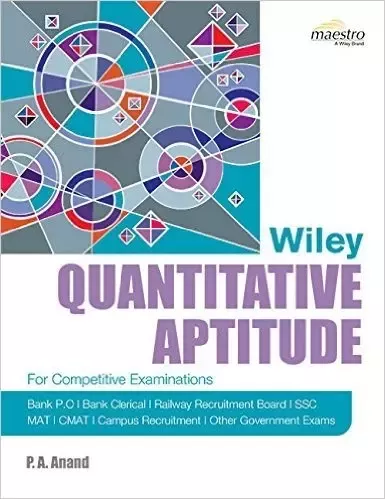 maestro
A Wiley Brand
Wiley
QUANTITATIVE
APTITUDE
For Competitive Examinations
Bank P.O | Bank Clerical | Railway Recruitment Board | SSC
MAT | CMAT | Campus Recruitment | Other Government Exams
P. A. Anand